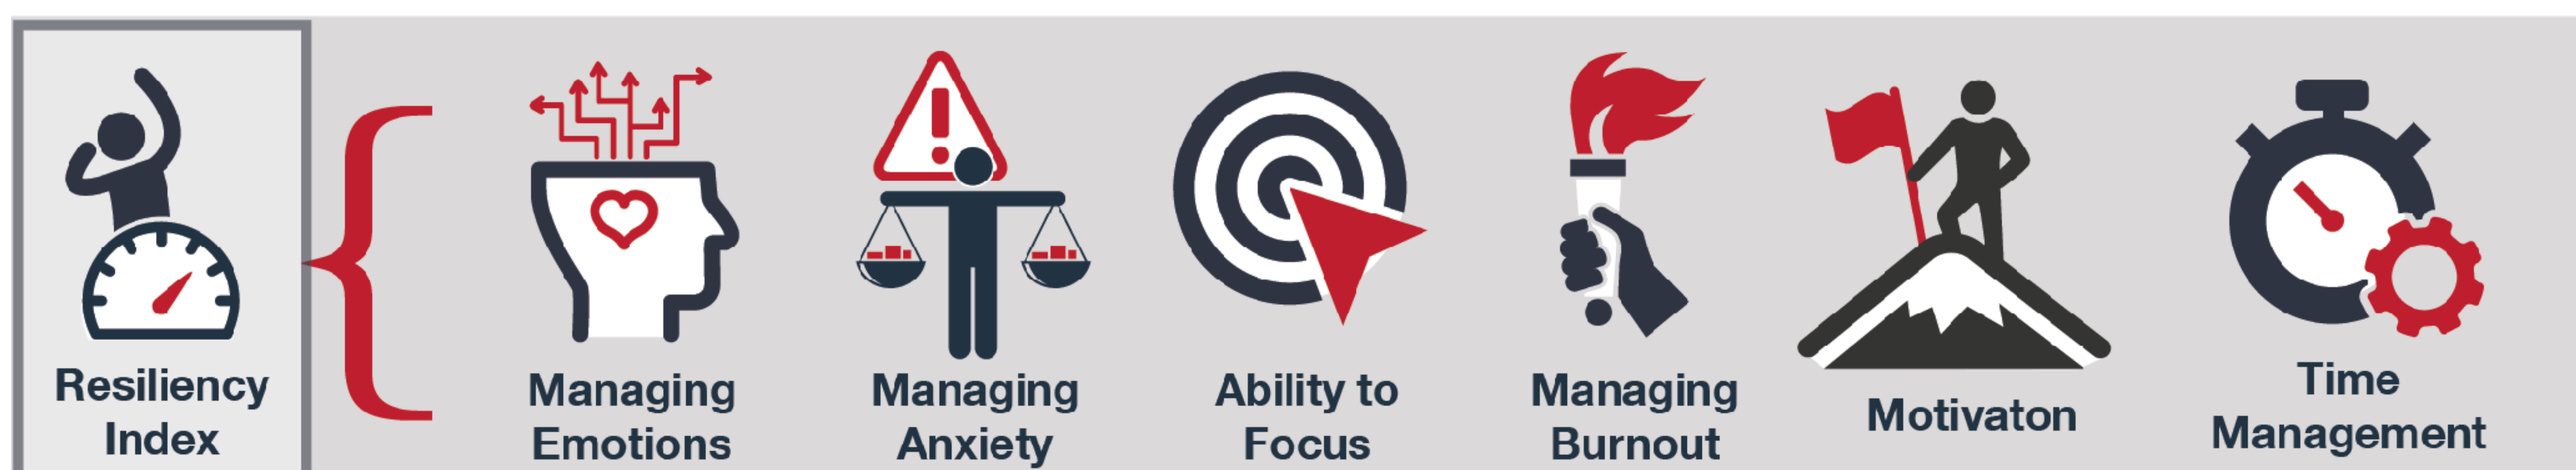 Resiliency
Index
Managing
Emotions
Managing
Anxiety
Ability to
Focus
Managing
Burnout
Motivaton
Time
Management